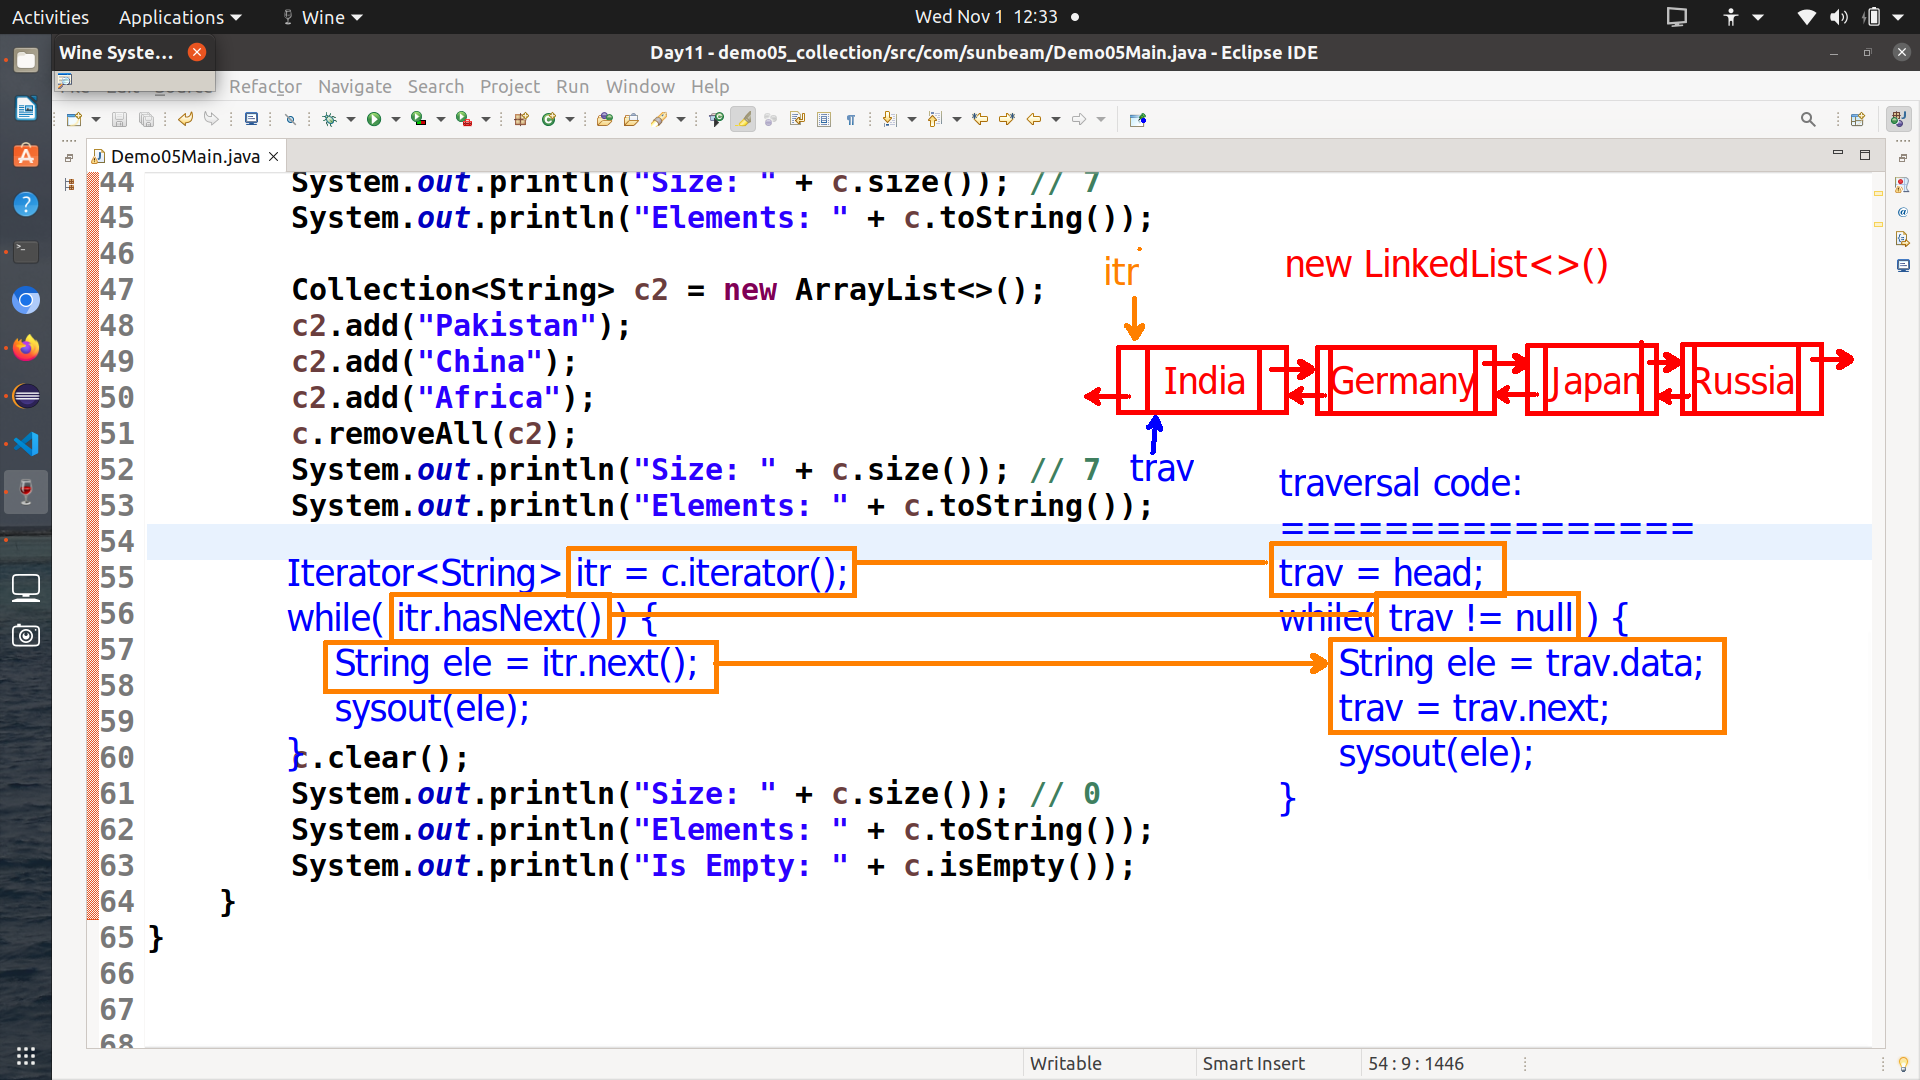 Activities
Applications
Wine
Wed Nov 1 12:33
Wine Syste...
Day11 - demo05_collection/src/com/sunbeam/Demo05Main.java - Eclipse IDE
Refactor Navigate Search Project Run Window Help
Demo05Main.java
44 System.out.println("Size: " + c.size()); // 7
45 System.out.println("Elements: " + c.toString());
46
47 Collection<String> c2 = new ArrayList<>();
48 c2.add("Pakistan");
49 c2.add("China");
50 c2.add("Africa");
51 c.removeAll(c2);
52 System.out.println("Size: " + c.size()); // 7
53 System.out.println("Elements: " + c.toString());
54
55 Iterator<String> itr = c.iterator();
56 while( itr.hasNext() ) {
57 String ele = itr.next();
58
59 sysout(ele);
}
60 c.clear();
61 System.out.println("Size: " + c.size()); // 0
62 System.out.println("Elements: " + c.toString());
63 System.out.println("Is Empty: " + c.isEmpty());
64 }
65 }
66
67
68
itr
new LinkedList<>()
India Germany Japan Russia
trav
traversal code:
================
trav = head;
while( trav != null ) {
String ele = trav.data;
trav = trav.next;
sysout(ele);
}
Writable
Smart Insert
54 : 9 : 1446